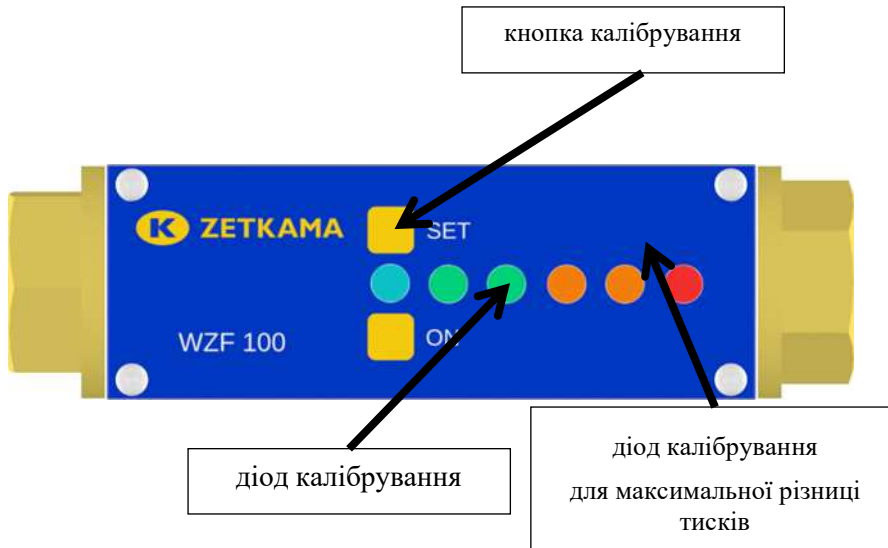 кнопка калібрування
K ZETKAMA
SET
WZF 100
ON
діод калібрування
діод калібрування
для максимальної різниці
тисків